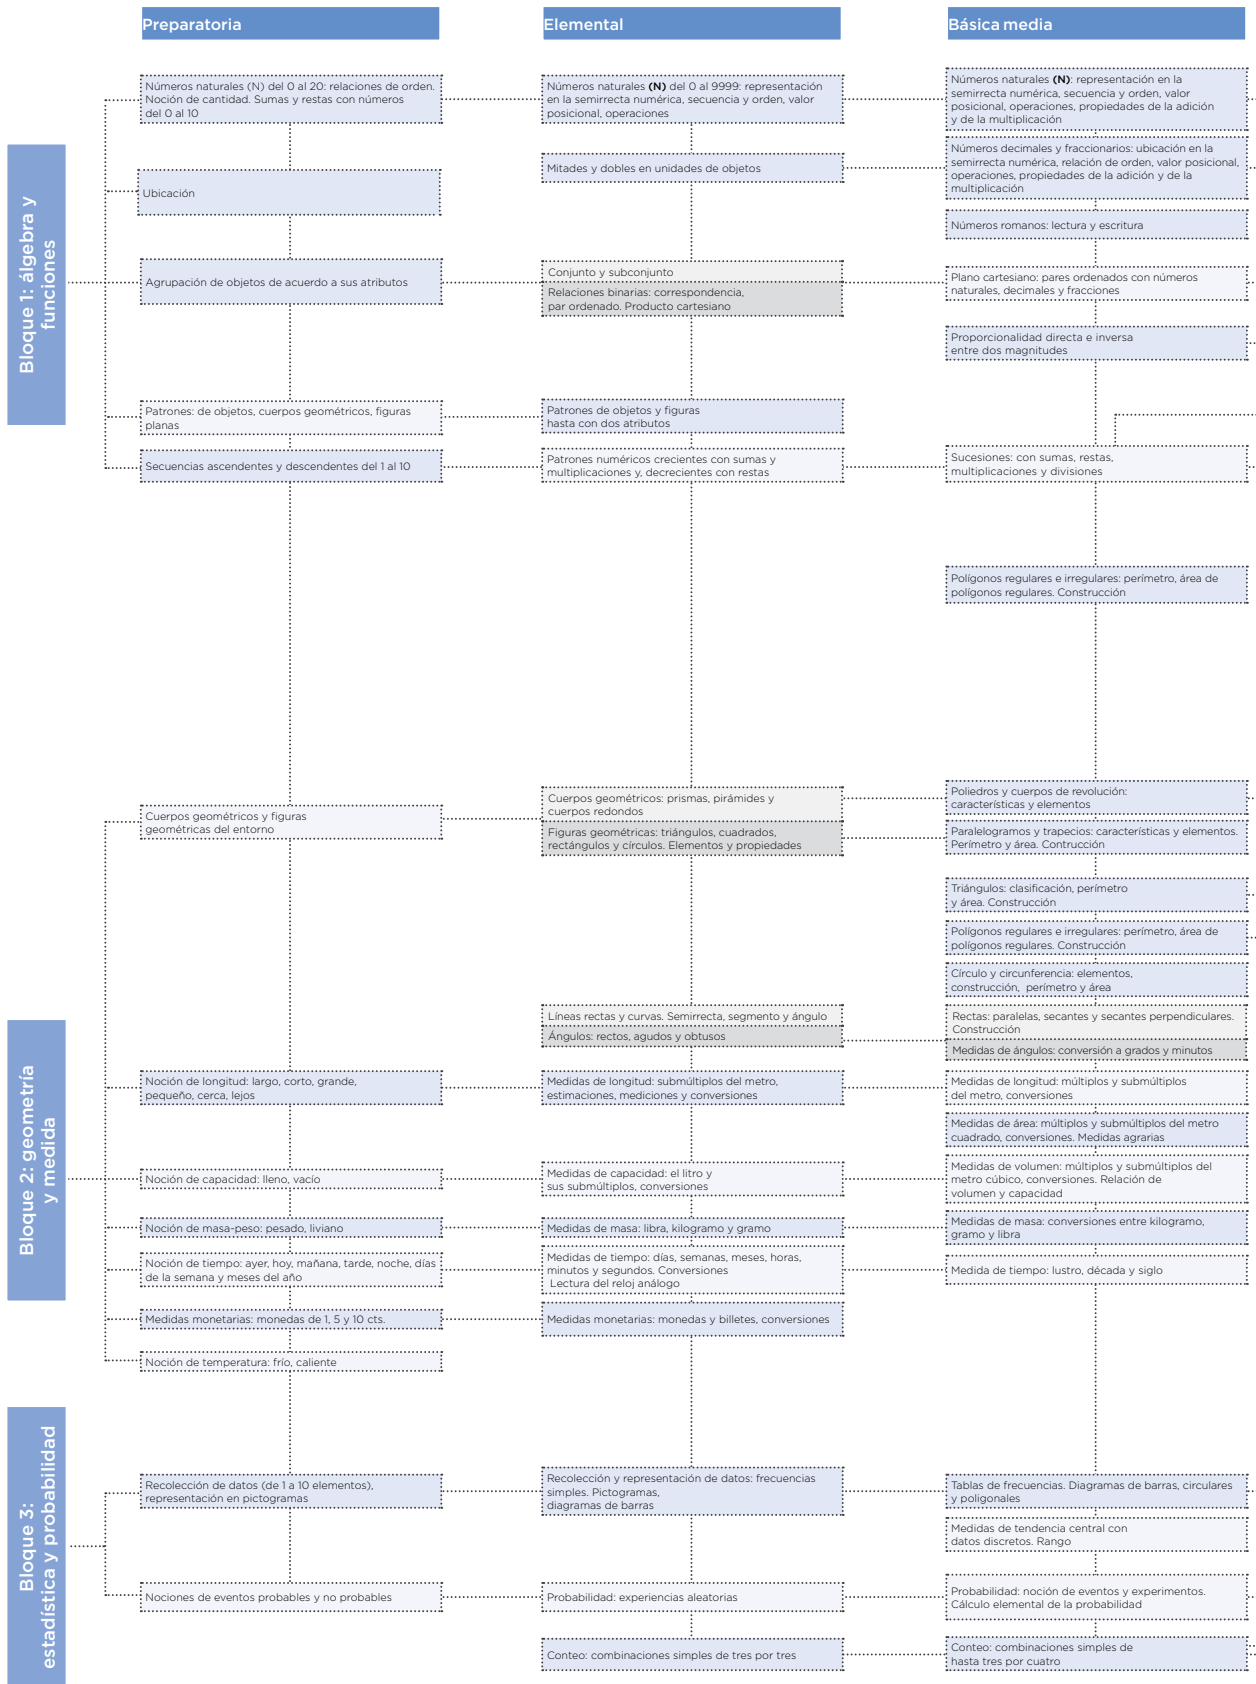 Preparatoria
Elemental
Básica media
Bloque 1: álgebra y
funciones
Números naturales (N) del 0 al 20: relaciones de orden.
Noción de cantidad. Sumas y restas con números
del 0 al 10
Ubicación
Agrupación de objetos de acuerdo a sus atributos
Patrones: de objetos, cuerpos geométricos, figuras
planas
Secuencias ascendentes y descendentes del 1 al 10
Números naturales (N) del 0 al 9999: representación
en la semirrecta numérica, secuencia y orden, valor
posicional, operaciones
Mitades y dobles en unidades de objetos
Conjunto y subconjunto
Relaciones binarias: correspondencia,
par ordenado. Producto cartesiano
Patrones de objetos y figuras
hasta con dos atributos
Patrones numéricos crecientes con sumas y
multiplicaciones y, decrecientes con restas
Números naturales (N): representación en la
semirrecta numérica, secuencia y orden, valor
posicional, operaciones, propiedades de la adición
y de la multiplicación
Números decimales y fraccionarios: ubicación en la
semirrecta numérica, relación de orden, valor posicional,
operaciones, propiedades de la adición y de la
multiplicación
Números romanos: lectura y escritura
Plano cartesiano: pares ordenados con números
naturales, decimales y fracciones
Proporcionalidad directa e inversa
entre dos magnitudes
Sucesiones: con sumas, restas,
multiplicaciones y divisiones
Polígonos regulares e irregulares: perímetro, área de
polígonos regulares. Construcción
Bloque 2: geometría
y medida
Cuerpos geométricos y figuras
geométricas del entorno
Noción de longitud: largo, corto, grande,
pequeño, cerca, lejos
Noción de capacidad: lleno, vacío
Noción de masa-peso: pesado, liviano
Noción de tiempo: ayer, hoy, mañana, tarde, noche, días
de la semana y meses del año
Medidas monetarias: monedas de 1, 5 y 10 cts.
Noción de temperatura: frío, caliente
Cuerpos geométricos: prismas, pirámides y
cuerpos redondos
Figuras geométricas: triángulos, cuadrados,
rectángulos y círculos. Elementos y propiedades
Líneas rectas y curvas. Semirrecta, segmento y ángulo
Ángulos: rectos, agudos y obtusos
Medidas de longitud: submúltiplos del metro,
estimaciones, mediciones y conversiones
Medidas de capacidad: el litro y
sus submúltiplos, conversiones
Medidas de masa: libra, kilogramo y gramo
Medidas de tiempo: días, semanas, meses, horas,
minutos y segundos. Conversiones
Lectura del reloj análogo
Medidas monetarias: monedas y billetes, conversiones
Poliedros y cuerpos de revolución:
características y elementos
Paralelogramos y trapecios: características y elementos.
Perímetro y área. Contrucción
Triángulos: clasificación, perímetro
y área. Construcción
Polígonos regulares e irregulares: perímetro, área de
polígonos regulares. Construcción
Círculo y circunferencia: elementos,
construcción, perímetro y área
Rectas: paralelas, secantes y secantes perpendiculares.
Construcción
Medidas de ángulos: conversión a grados y minutos
Medidas de longitud: múltiplos y submúltiplos
del metro, conversiones
Medidas de área: múltiplos y submúltiplos del metro
cuadrado, conversiones. Medidas agrarias
Medidas de volumen: múltiplos y submúltiplos del
metro cúbico, conversiones. Relación de
volumen y capacidad
Medidas de masa: conversiones entre kilogramo,
gramo y libra
Medida de tiempo: lustro, década y siglo
Bloque 3:
estadística y probabilidad
Recolección de datos (de 1 a 10 elementos),
representación en pictogramas
Nociones de eventos probables y no probables
Recolección y representación de datos: frecuencias
simples. Pictogramas,
diagramas de barras
Probabilidad: experiencias aleatorias
Conteo: combinaciones simples de tres por tres
Tablas de frecuencias. Diagramas de barras, circulares
y poligonales
Medidas de tendencia central con
datos discretos. Rango
Probabilidad: noción de eventos y experimentos.
Cálculo elemental de la probabilidad
Conteo: combinaciones simples de
hasta tres por cuatro